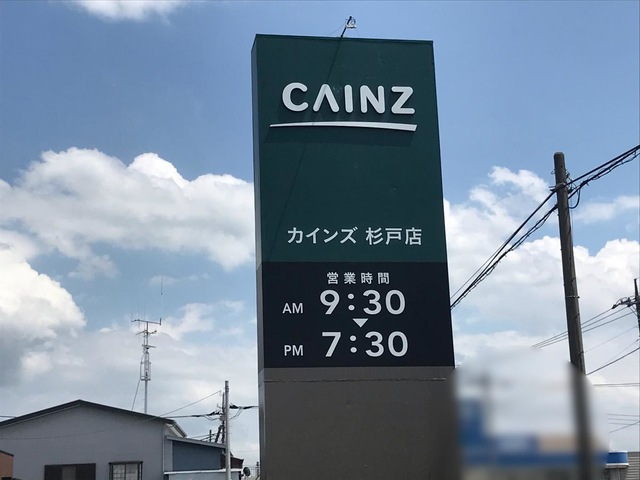 CAINZ
カインズ 杉戸店
営業時間
AM 9:30
PM 7:30